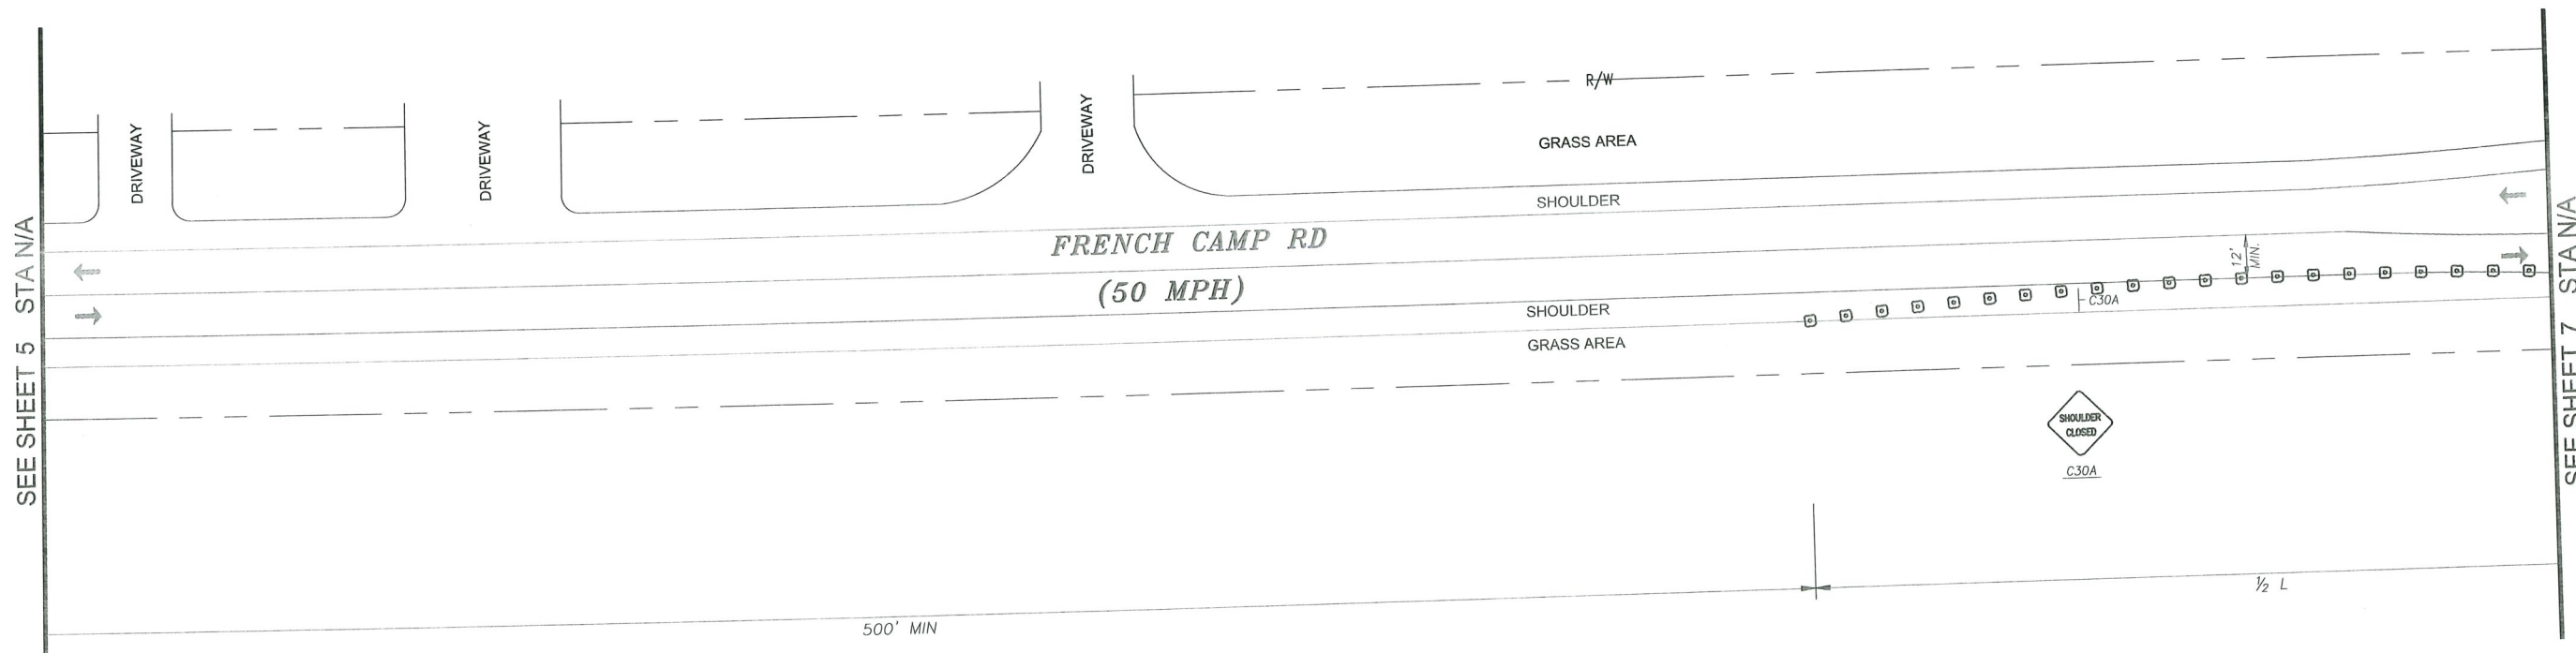 SEE SHEET 5 STA N/A
DRIVEWAY
DRIVEWAY
DRIVEWAY
R/W
GRASS AREA
SHOULDER
FRENCH CAMP RD
(50 MPH)
SHOULDER
GRASS AREA
12'
MIN.
C30A
SHOULDER
CLOSED
C30A
500' MIN
½ L
SEE SHEET 7 STA N/A